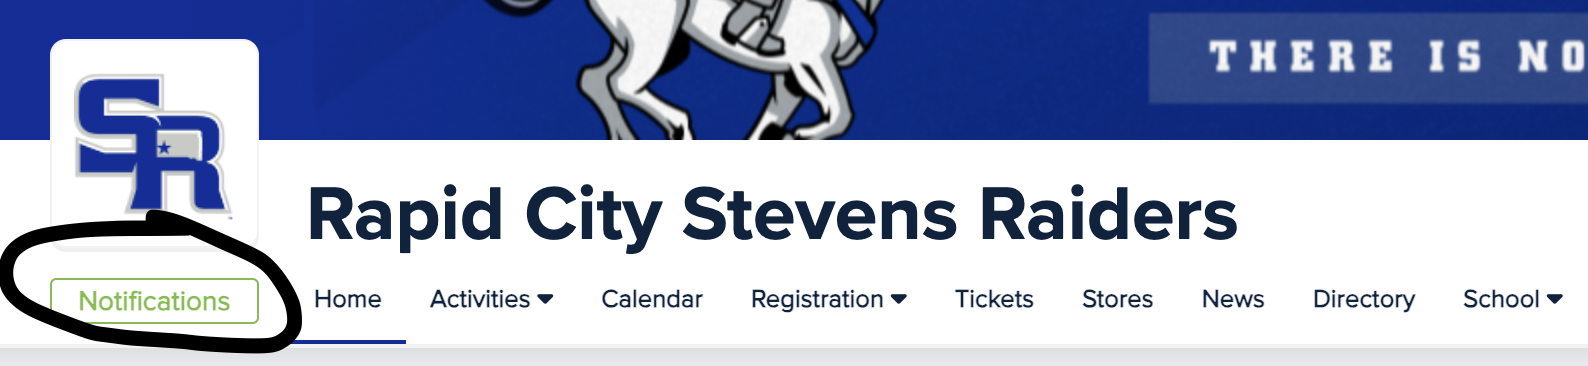 THERE IS NO
SR
Rapid City Stevens Raiders
Notifications
Home Activities Calendar Registration Tickets Stores News Directory School